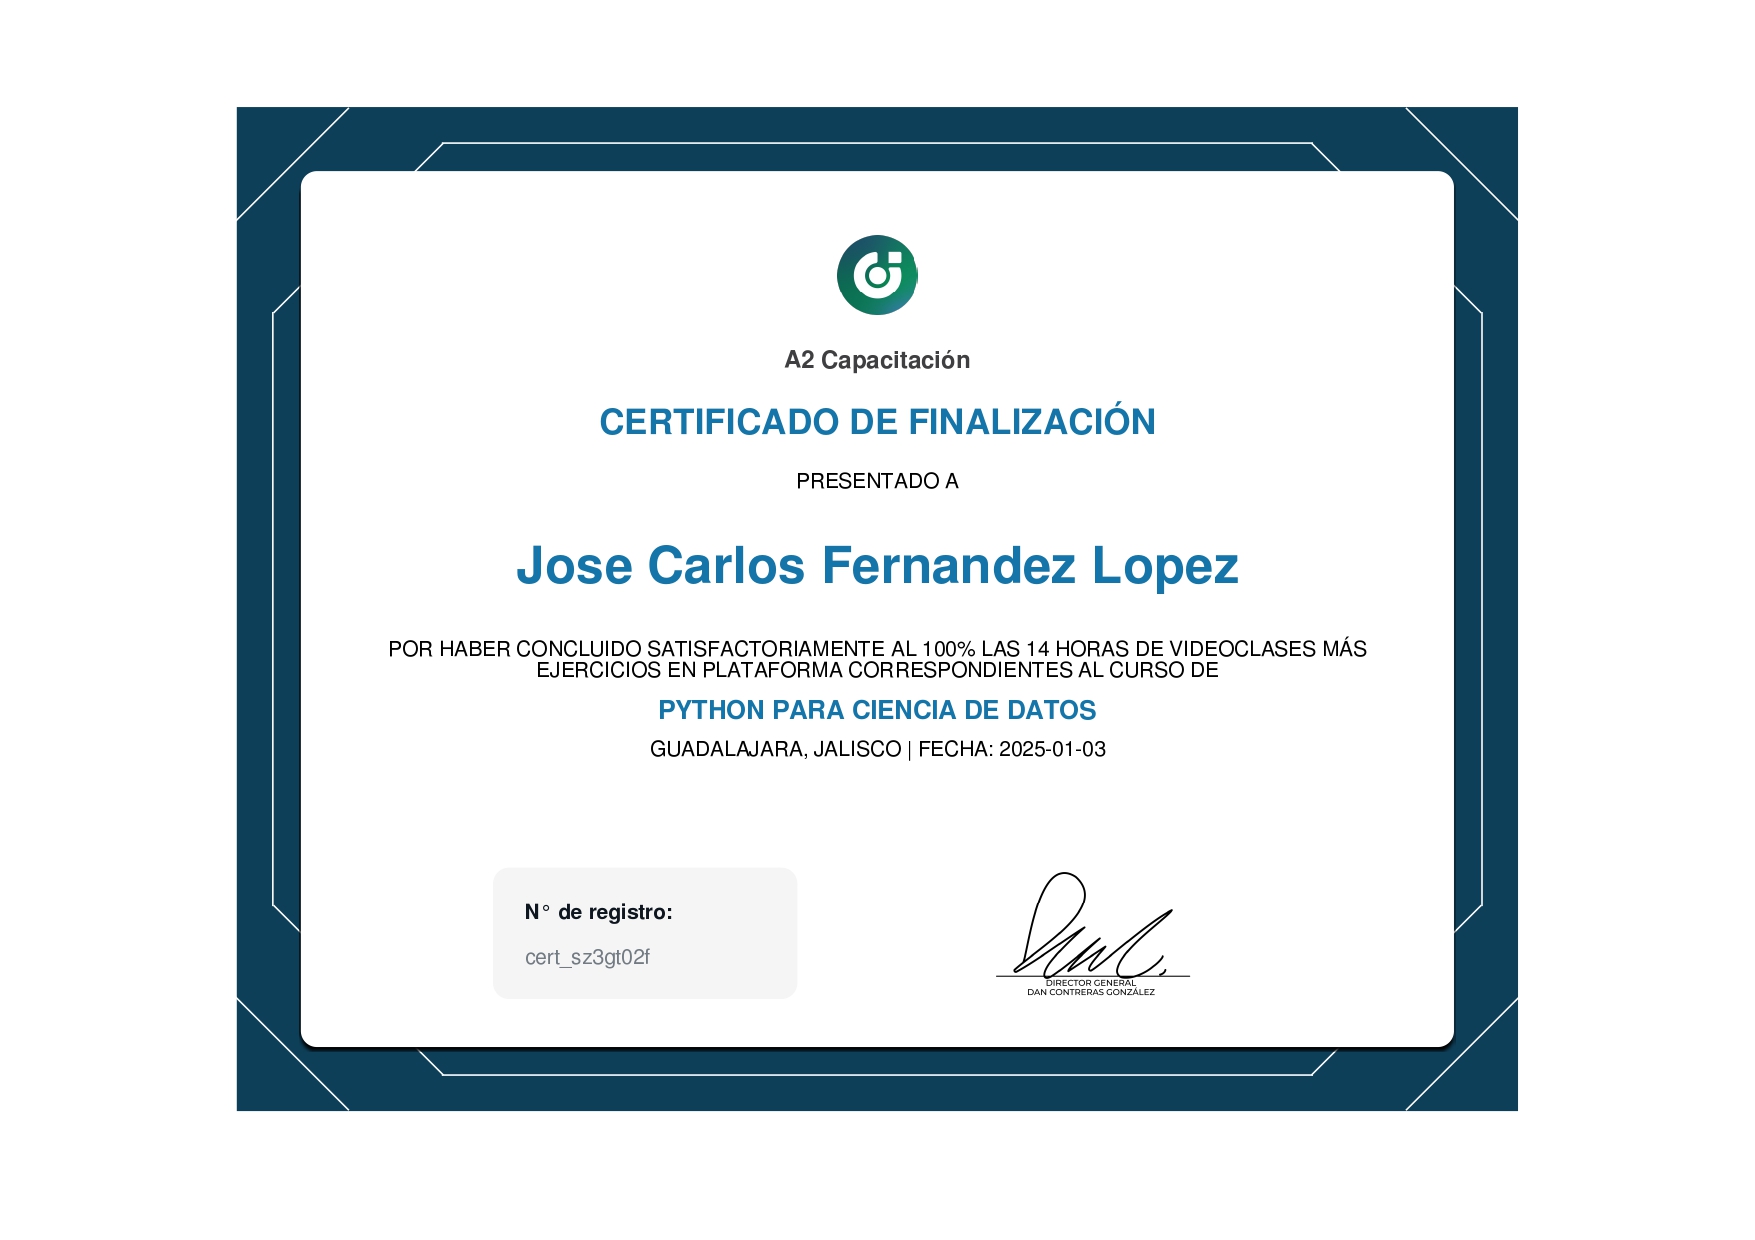 A2 Capacitación
CERTIFICADO DE FINALIZACIÓN
PRESENTADO A
Jose Carlos Fernandez Lopez
POR HABER CONCLUIDO SATISFACTORIAMENTE AL 100% LAS 14 HORAS DE VIDEOCLASES MÁS
EJERCICIOS EN PLATAFORMA CORRESPONDIENTES AL CURSO DE
PYTHON PARA CIENCIA DE DATOS
GUADALAJARA, JALISCO | FECHA: 2025-01-03
N° de registro:
cert_sz3gt02f
DIRECTOR GENERAL
DAN CONTRERAS GONZÁLEZ